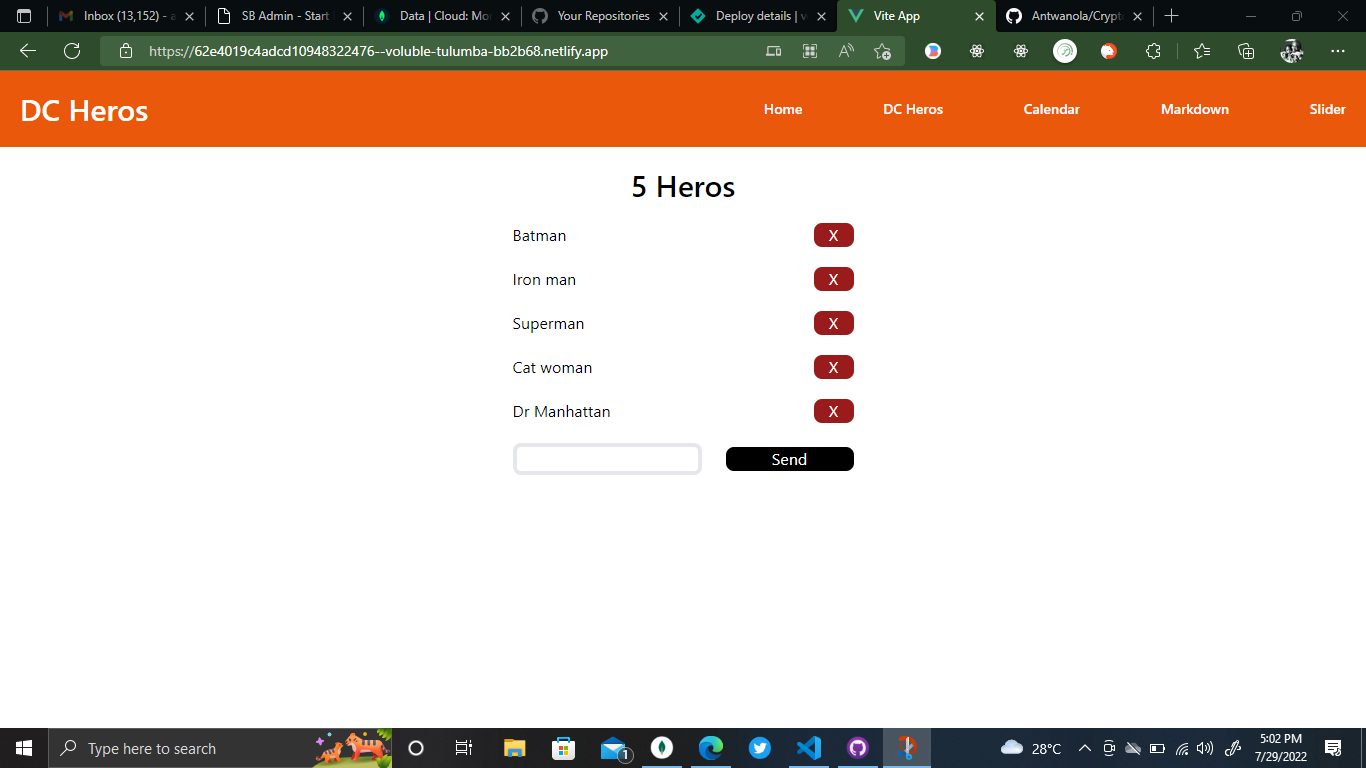 Inbox (13,152) - a
SB Admin - Start
Data | Cloud: Mon
Your Repositories
Deploy details | v
Vite App
Antwanola/Crypt
https://62e4019c4adcd10948322476--voluble-tulumba-bb2b68.netlify.app
DC Heros
Home
DC Heros
Calendar
Markdown
Slider
5 Heros
Batman
X
Iron man
X
Superman
X
Cat woman
X
Dr Manhattan
X
Send
Type here to search
1
28°C
5:02 PM
7/29/2022